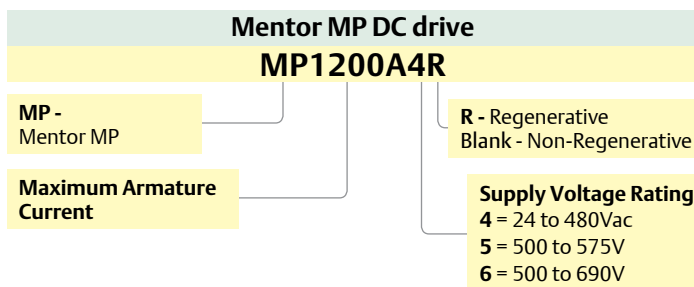 Mentor MP DC drive
MP1200A4R
MP -
Mentor MP
Maximum Armature
Current
R - Regenerative
Blank - Non-Regenerative
Supply Voltage Rating
4 = 24 to 480Vac
5 = 500 to 575V
6 = 500 to 690V